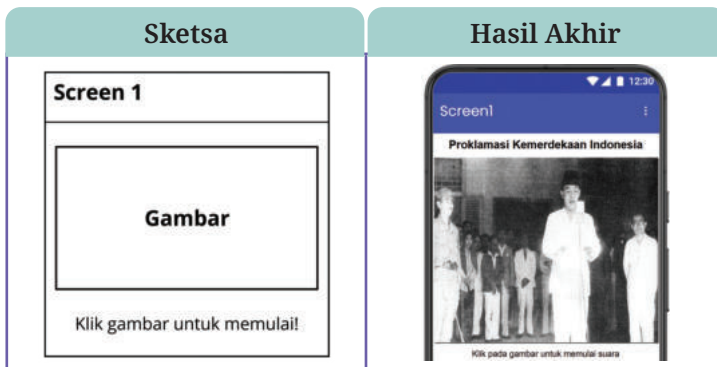 Sketsa
Hasil Akhir
Screen 1
Gambar
Klik gambar untuk memulai!
12:30
Screen1
Proklamasi Kemerdekaan Indonesia
Klik pada gambar untuk memulai suara